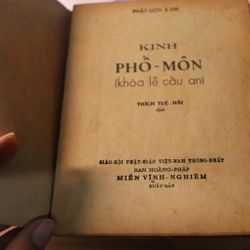 KINH
PHỔ-MÔN
(khóa lễ cầu an)
THÍCH TUỆ-HẢI
dịch
GIÁO-HỘI PHẬT-GIÁO VIỆT-NAM THỐNG-NHẤT
BAN HOẰNG-PHÁP
MIỀN VĨNH-NGHIÊM
XUẤT-BẢN